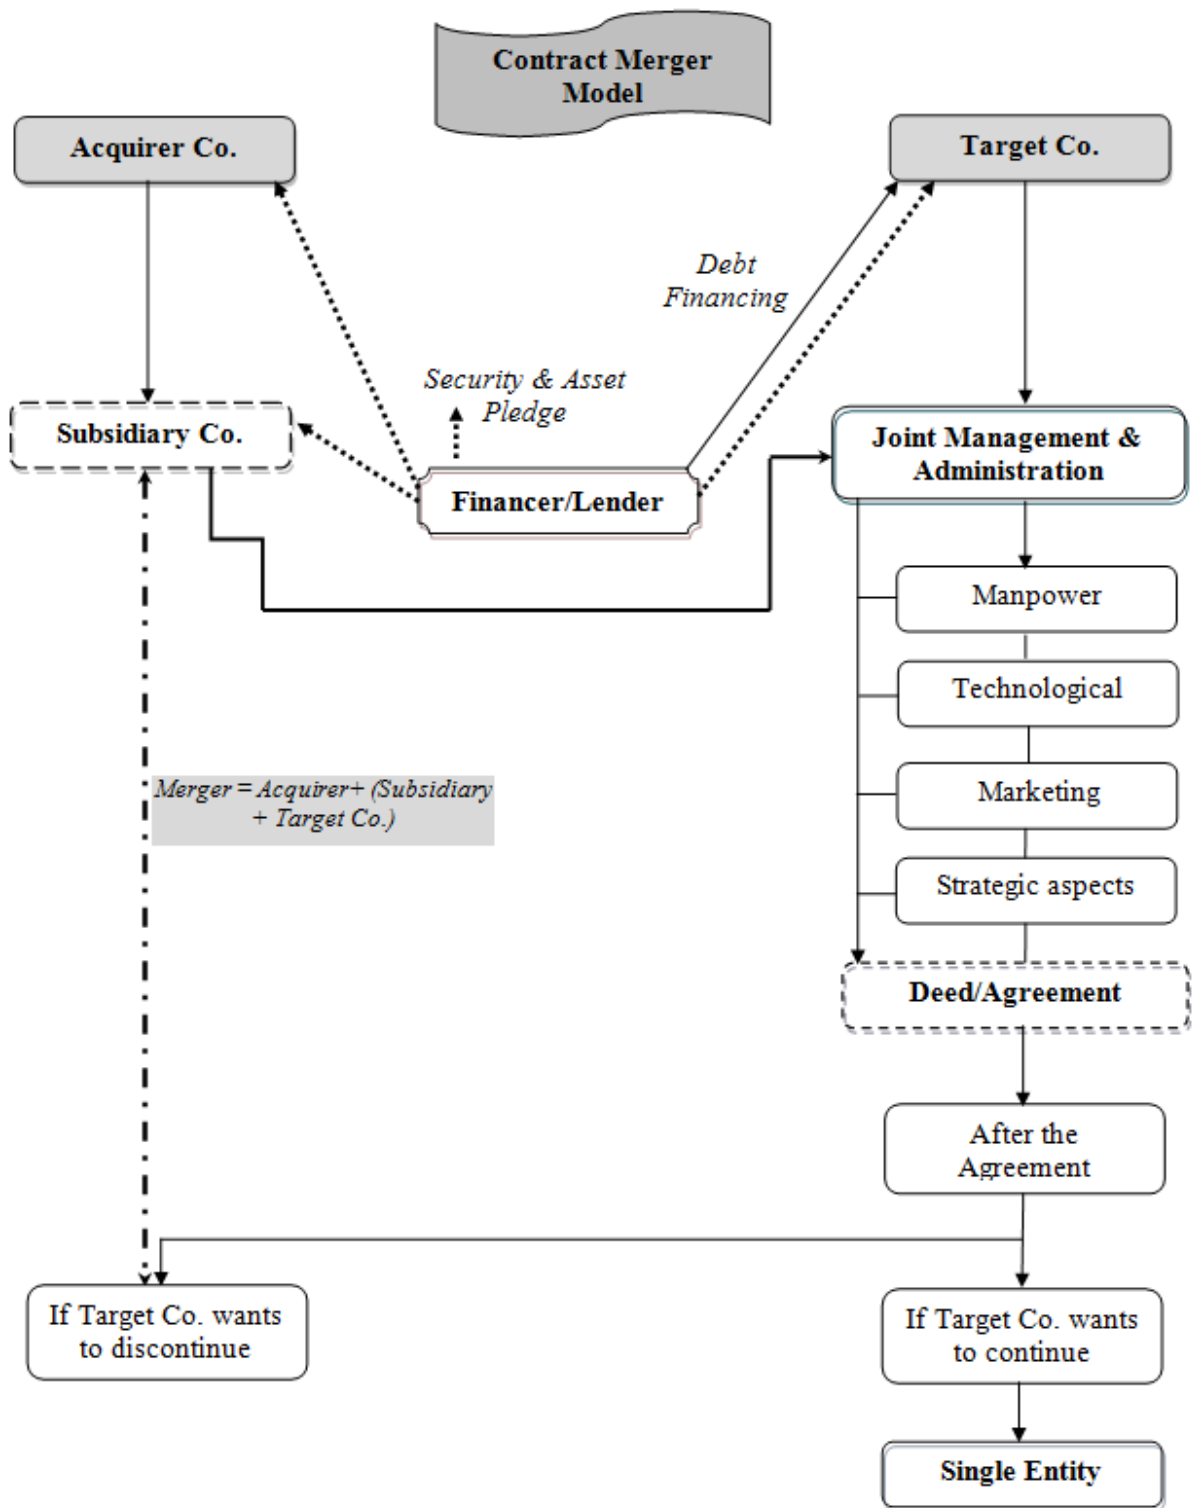 Contract Merger
Model
Acquirer Co.
Target Co.
Debt
Financing
Security & Asset
Pledge
Subsidiary Co.
Financer/Lender
Joint Management &
Administration
Manpower
Technological
Marketing
Merger = Acquirer+ (Subsidiary
+ Target Co.)
Strategic aspects
Deed/Agreement
After the
Agreement
If Target Co. wants
to discontinue
If Target Co. wants
to continue
Single Entity